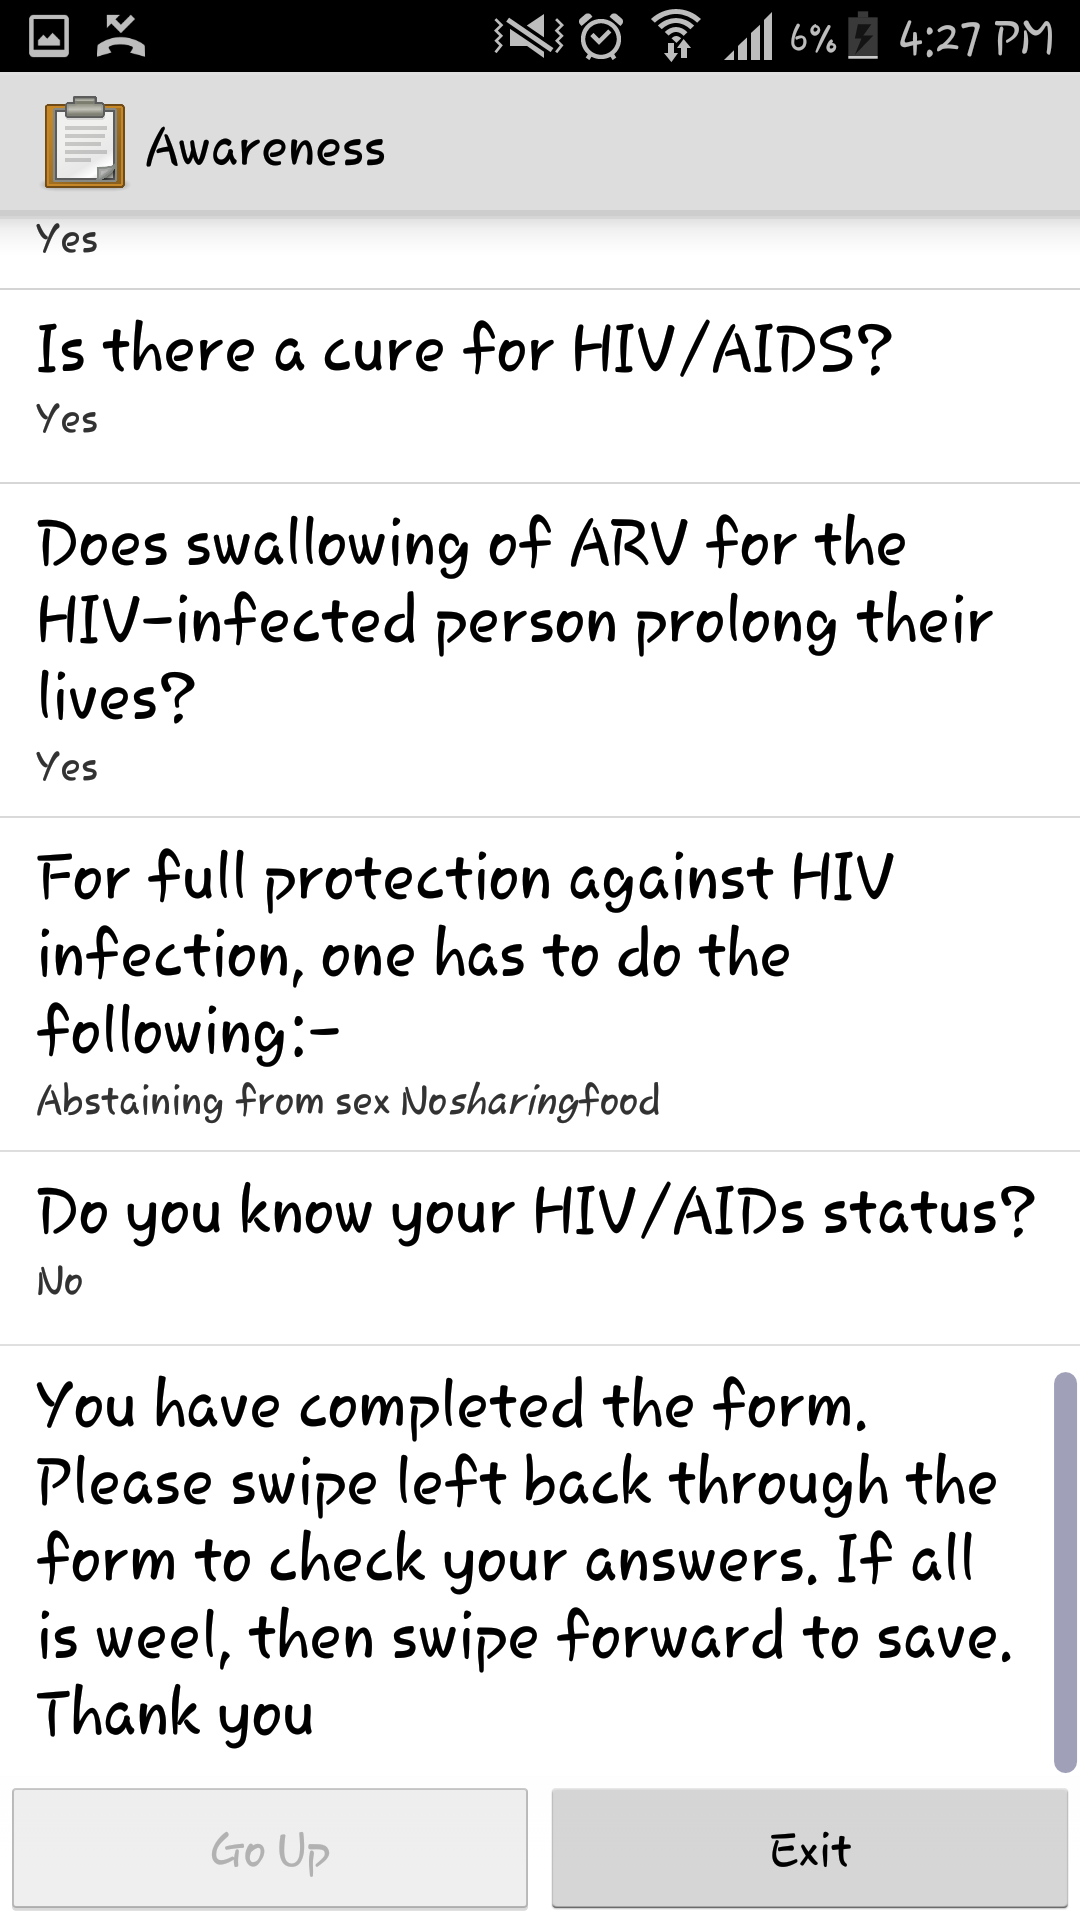 6% 4:27 PM
Awareness
Yes
Is there a cure for HIV/AIDS?
Yes
Does swallowing of ARV for the
HIV-infected person prolong their
lives?
Yes
For full protection against HIV
infection, one has to do the
following:-
Abstaining from sex Nosharingfood
Do you know your HIV/AIDs status?
No
You have completed the form.
Please swipe left back through the
form to check your answers. If all
is weel, then swipe forward to save.
Thank you
Go Up Exit